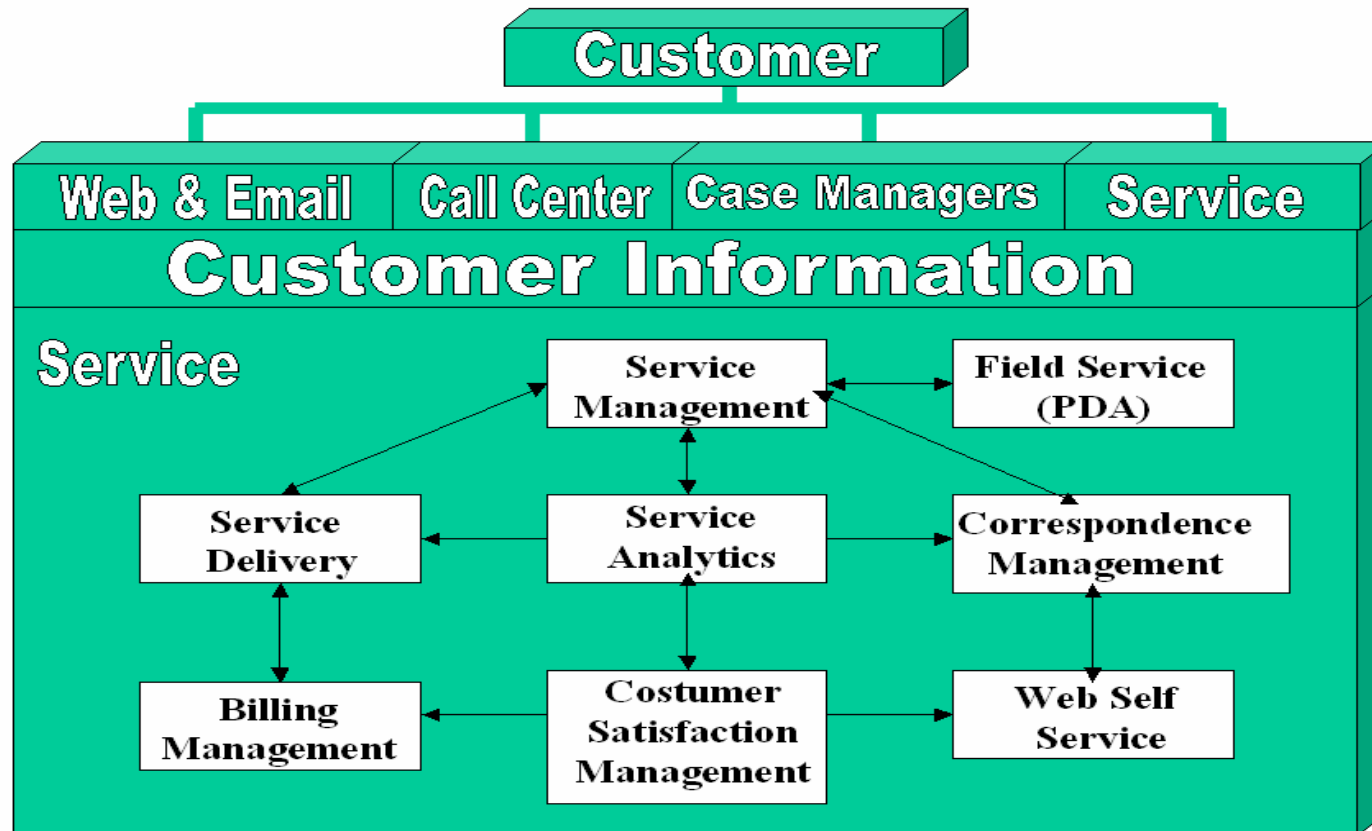 Customer
Web & Email
Call Center
Case Managers
Service
Customer Information
Service
Service
Management
Field Service
(PDA)
Service
Delivery
Service
Analytics
Correspondence
Management
Billing
Management
Costumer
Satisfaction
Management
Web Self
Service